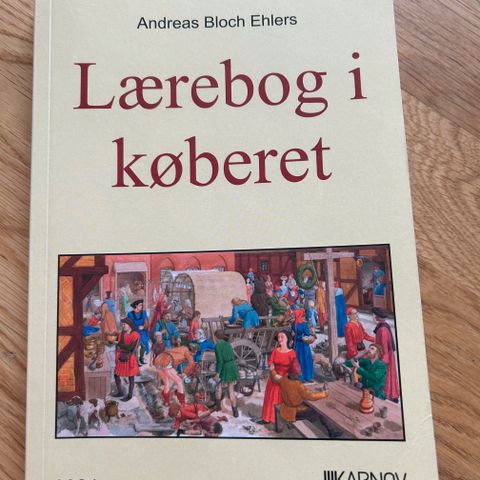 Andreas Bloch Ehlers
Lærebog i
køberet
KARNOV